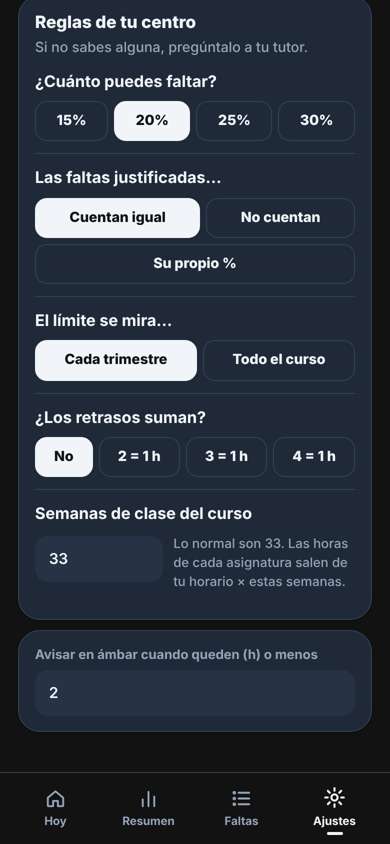 Reglas de tu centro
Si no sabes alguna, pregúntalo a tu tutor.
¿Cuánto puedes faltar?
15% 20% 25% 30%
Las faltas justificadas...
Cuentan igual No cuentan
Su propio %
El límite se mira...
Cada trimestre Todo el curso
¿Los retrasos suman?
No 2 = 1 h 3 = 1 h 4 = 1 h
Semanas de clase del curso
33
Lo normal son 33. Las horas
de cada asignatura salen de
tu horario × estas semanas.
Avisar en ámbar cuando queden (h) o menos
2
Hoy Resumen Faltas Ajustes